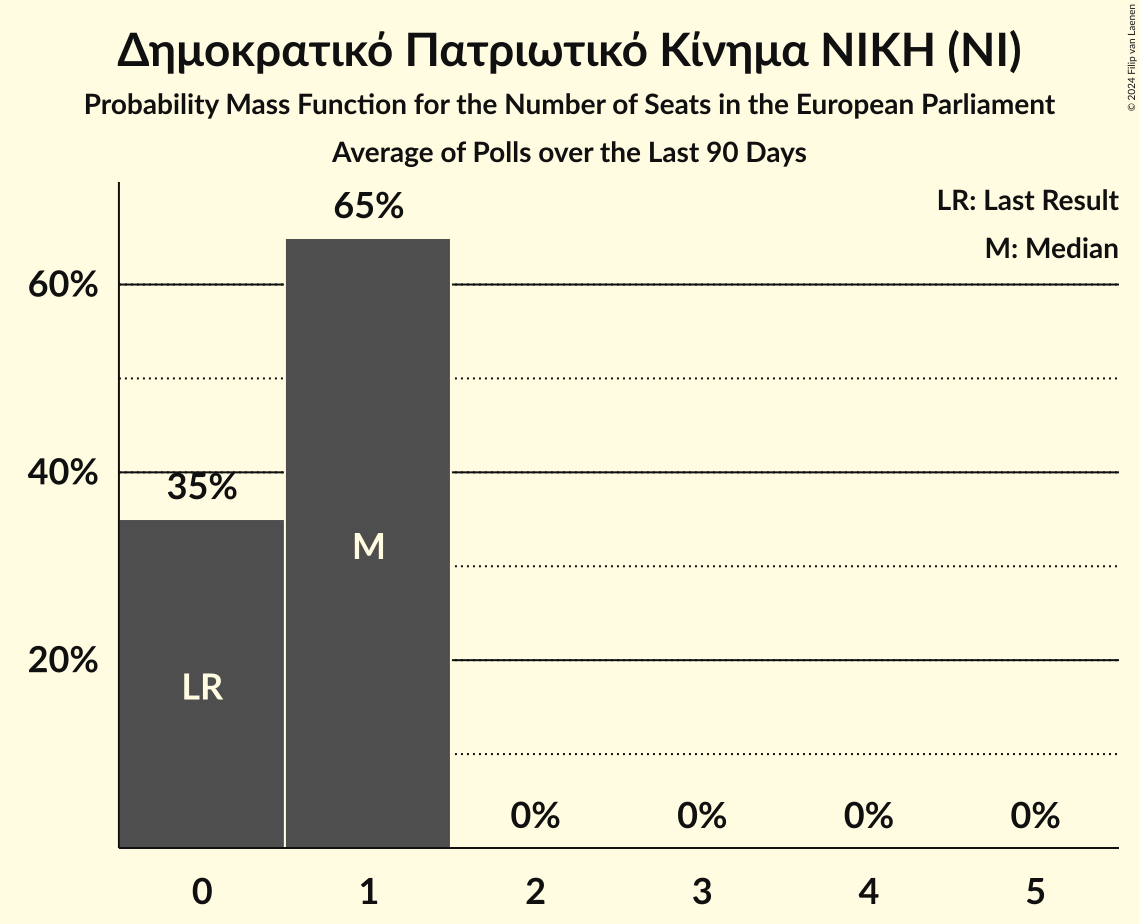 Δημοκρατικό Πατριωτικό Κίνημα ΝΙΚΗ (NI)
Probability Mass Function for the Number of Seats in the European Parliament
Average of Polls over the Last 90 Days
© 2024 Filip van Laenen
LR: Last Result
M: Median
65%
60%
40%
35%
M
20%
LR
0% 0% 0% 0%
0 1 2 3 4 5